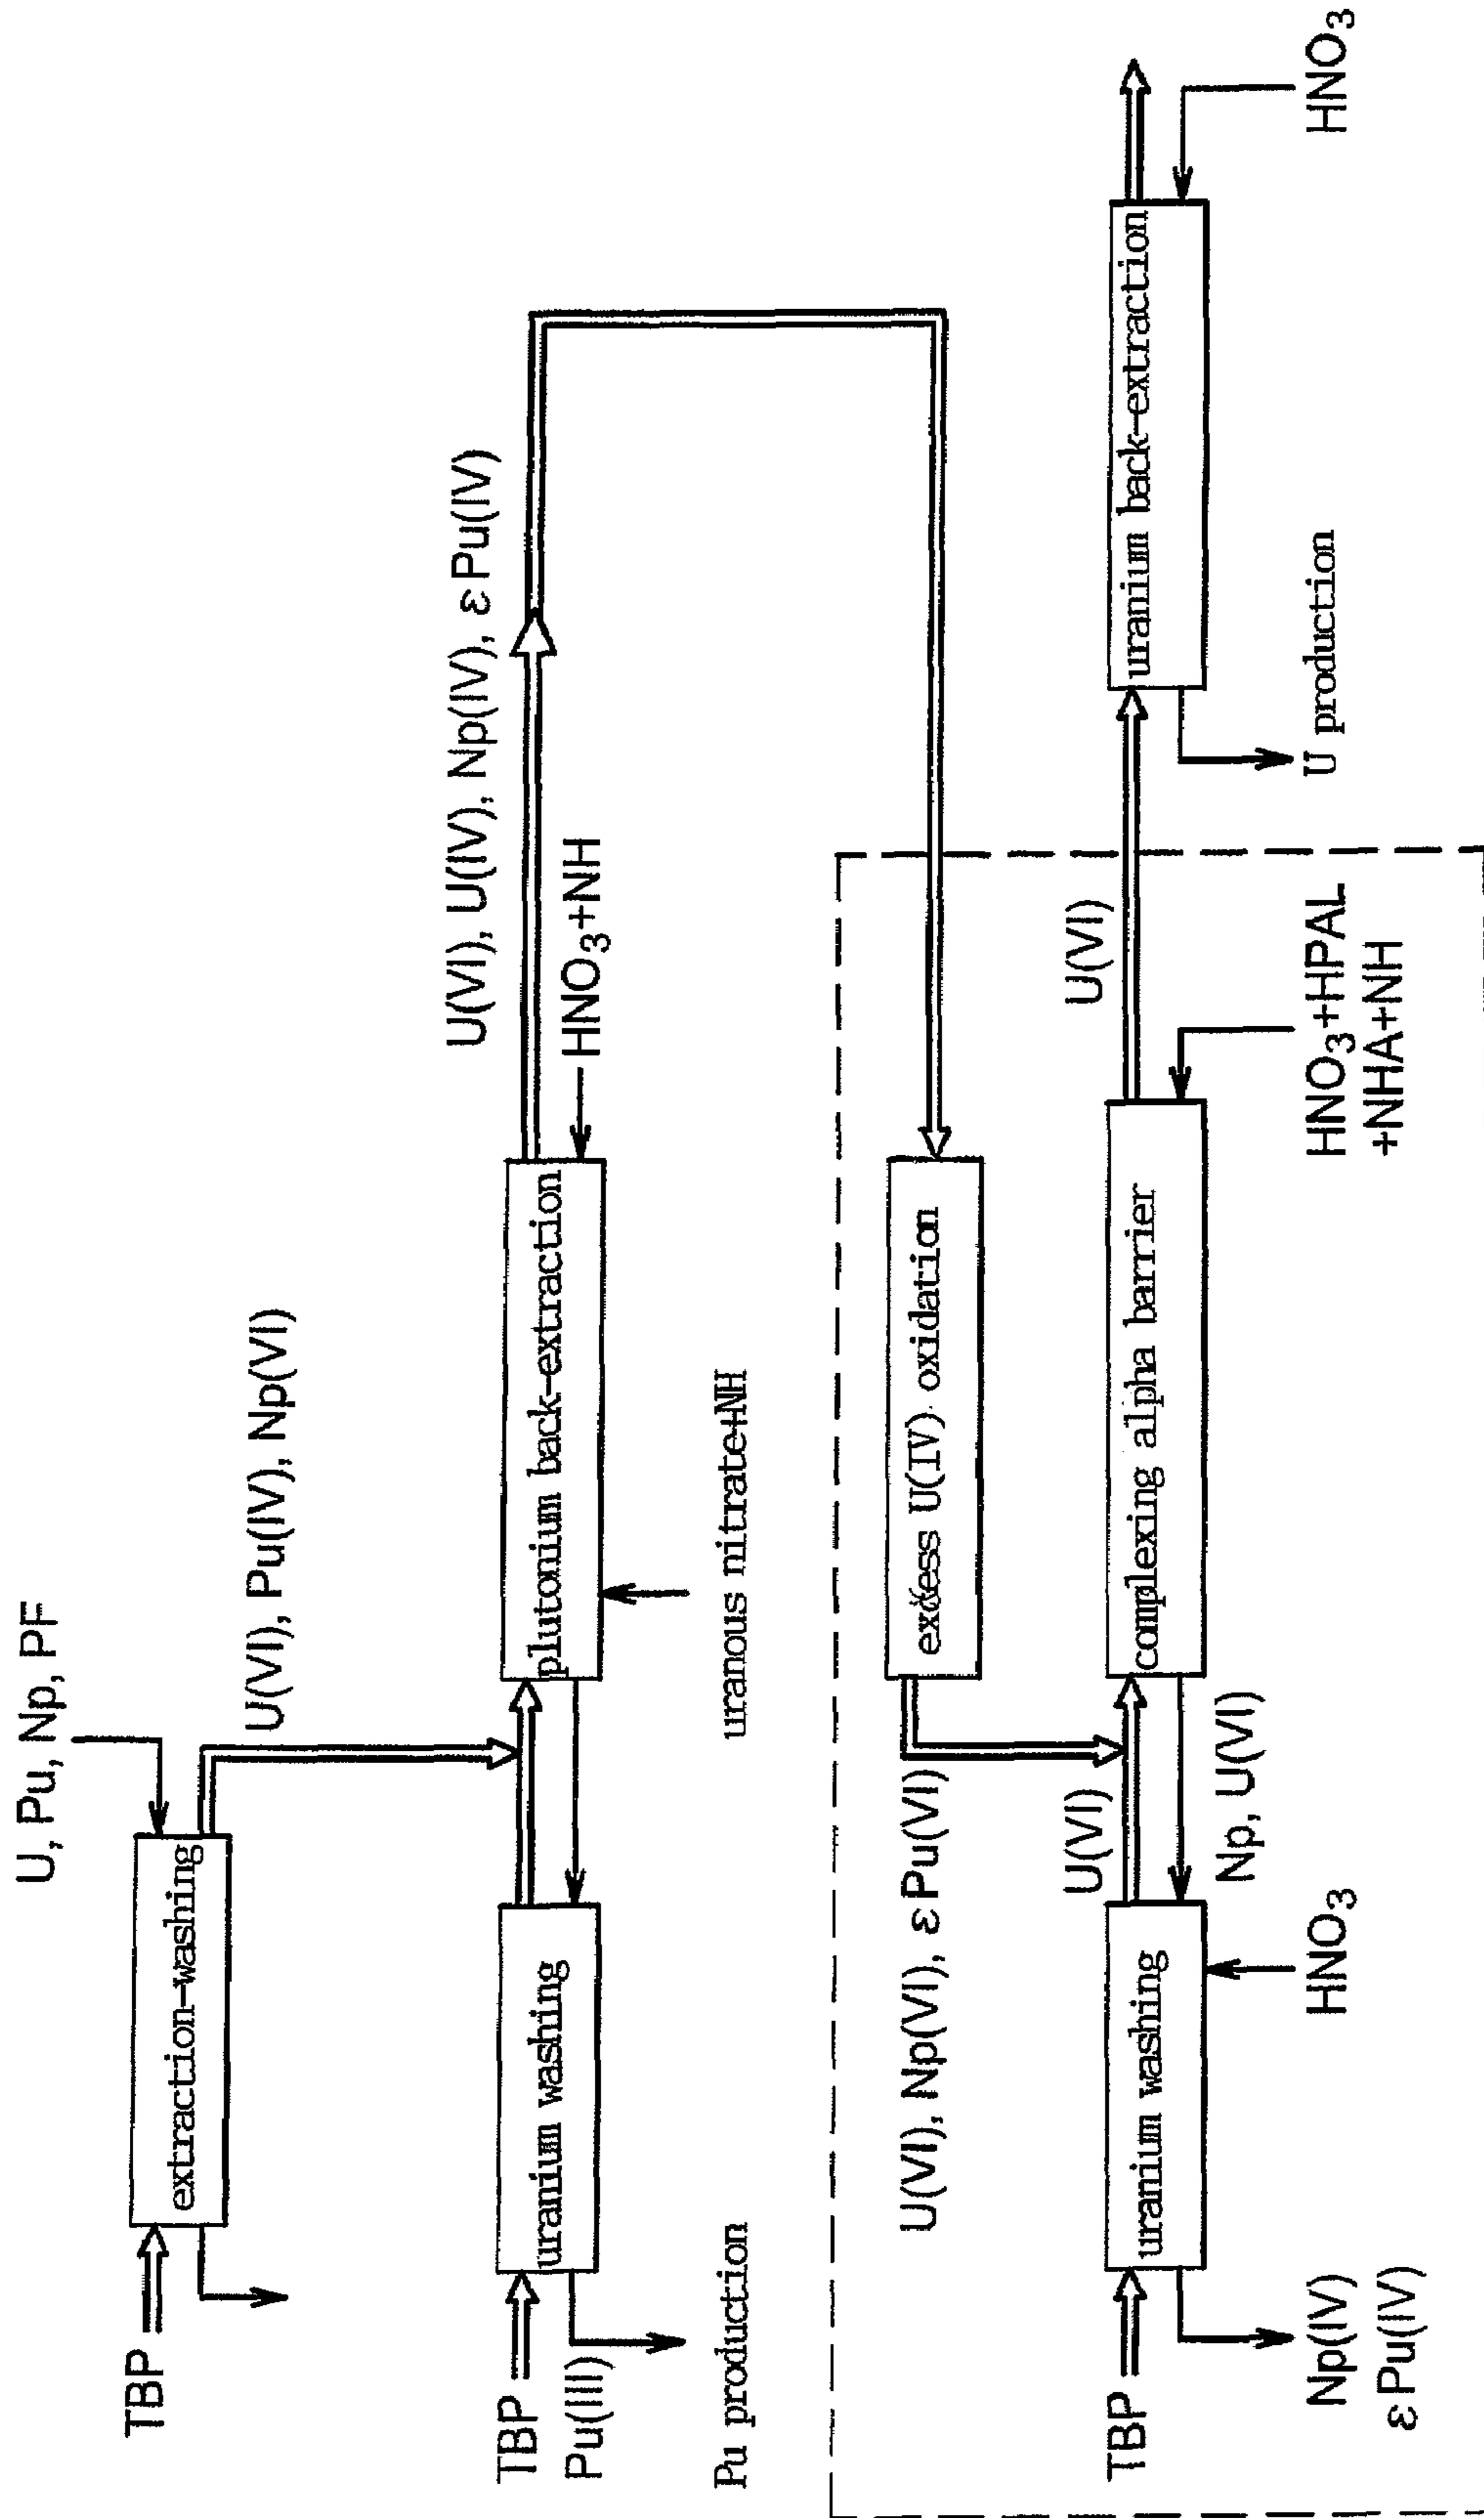 U, Pu, Np, PF
TBP
extraction-washing
U(VI), Pu(IV), Np(VI)
U(VI), U(IV), Np(IV), ε Pu(IV)
TBP
uranium washing
plutonium back-extraction
HNO3+NH
Pu(III)
Pu production
uranous nitrate+NH
U(VI), Np(VI), ε Pu(VI)
excess U(IV) oxidation
U(VI)
U(VI)
TBP
uranium washing
complexing alpha barrier
uranium back-extraction
Np, U(VI)
Np(IV)
ε Pu(IV)
HNO3
HNO3+HPAL
+NHA+NH
U production
HNO3